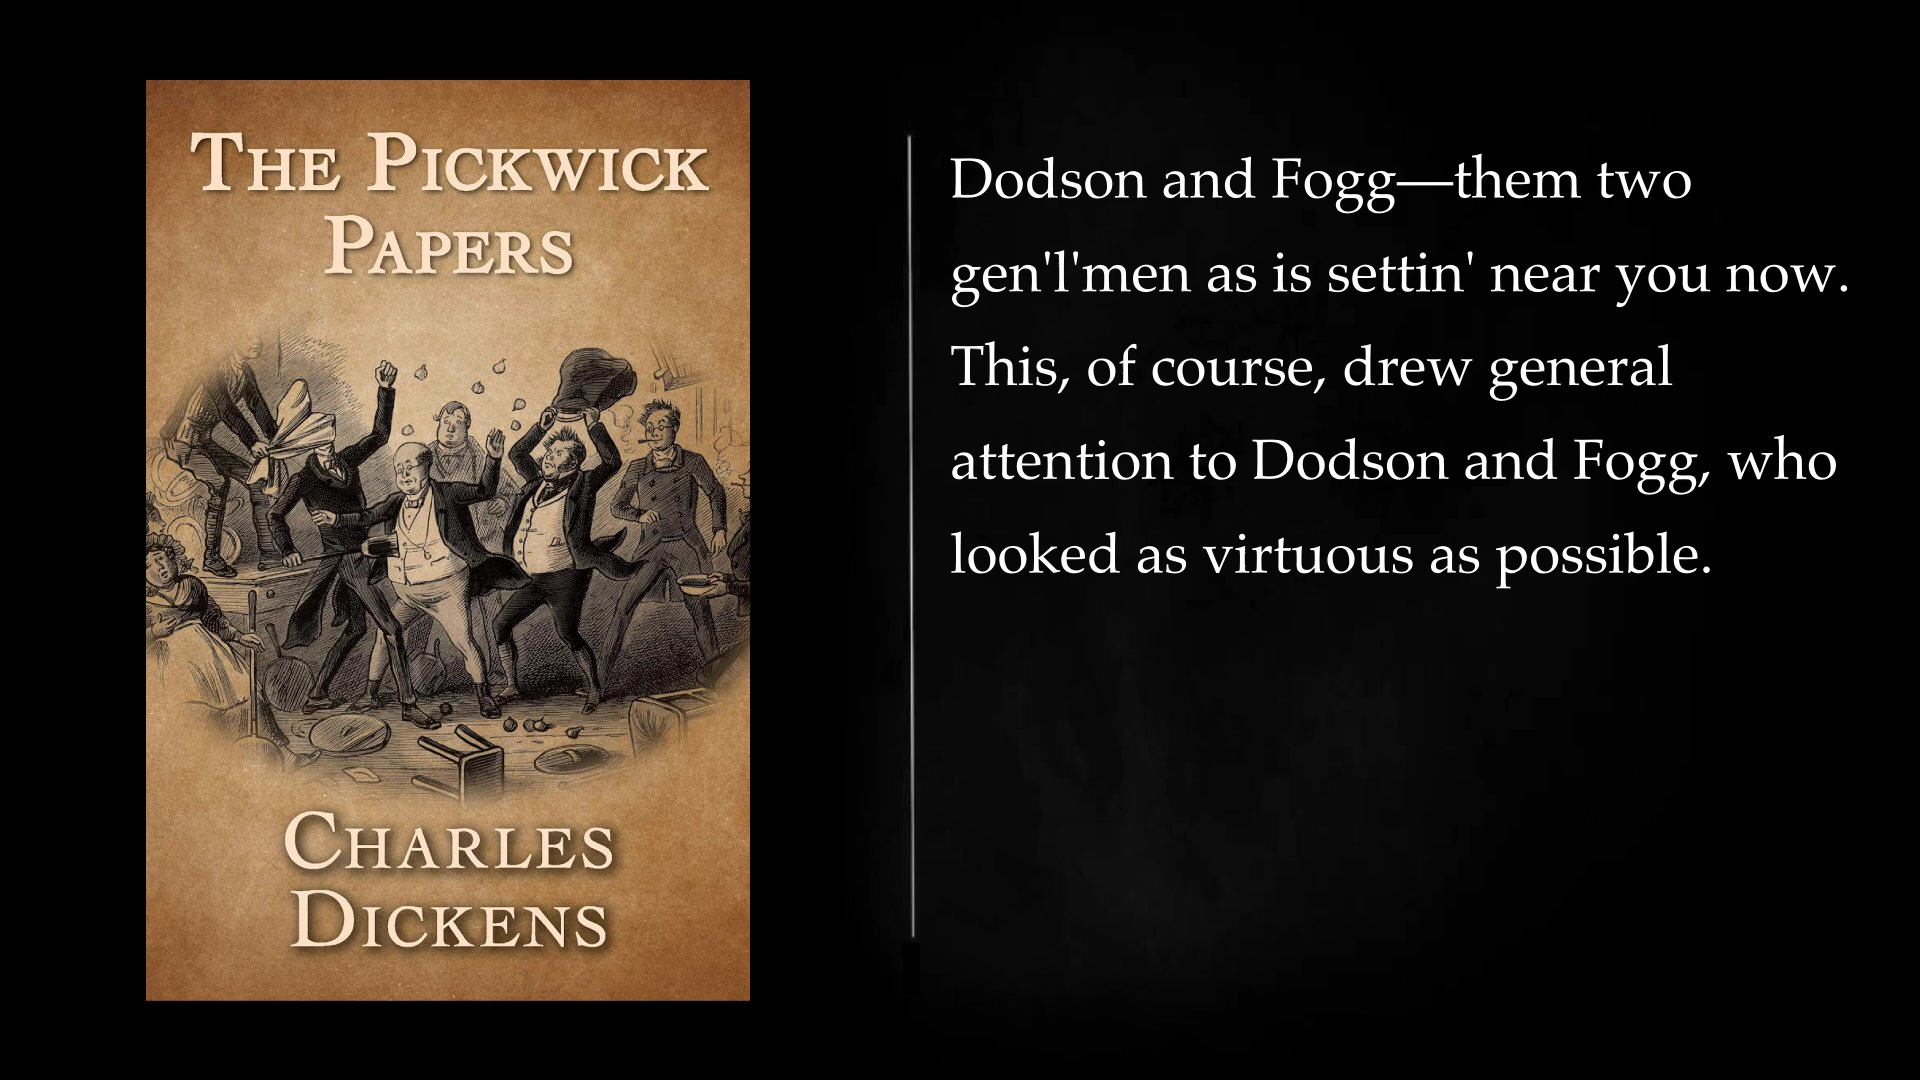 THE PICKWICK
PAPERS
CHARLES
DICKENS
Dodson and Fogg—them two
gen'l'men as is settin' near you now.
This, of course, drew general
attention to Dodson and Fogg, who
looked as virtuous as possible.